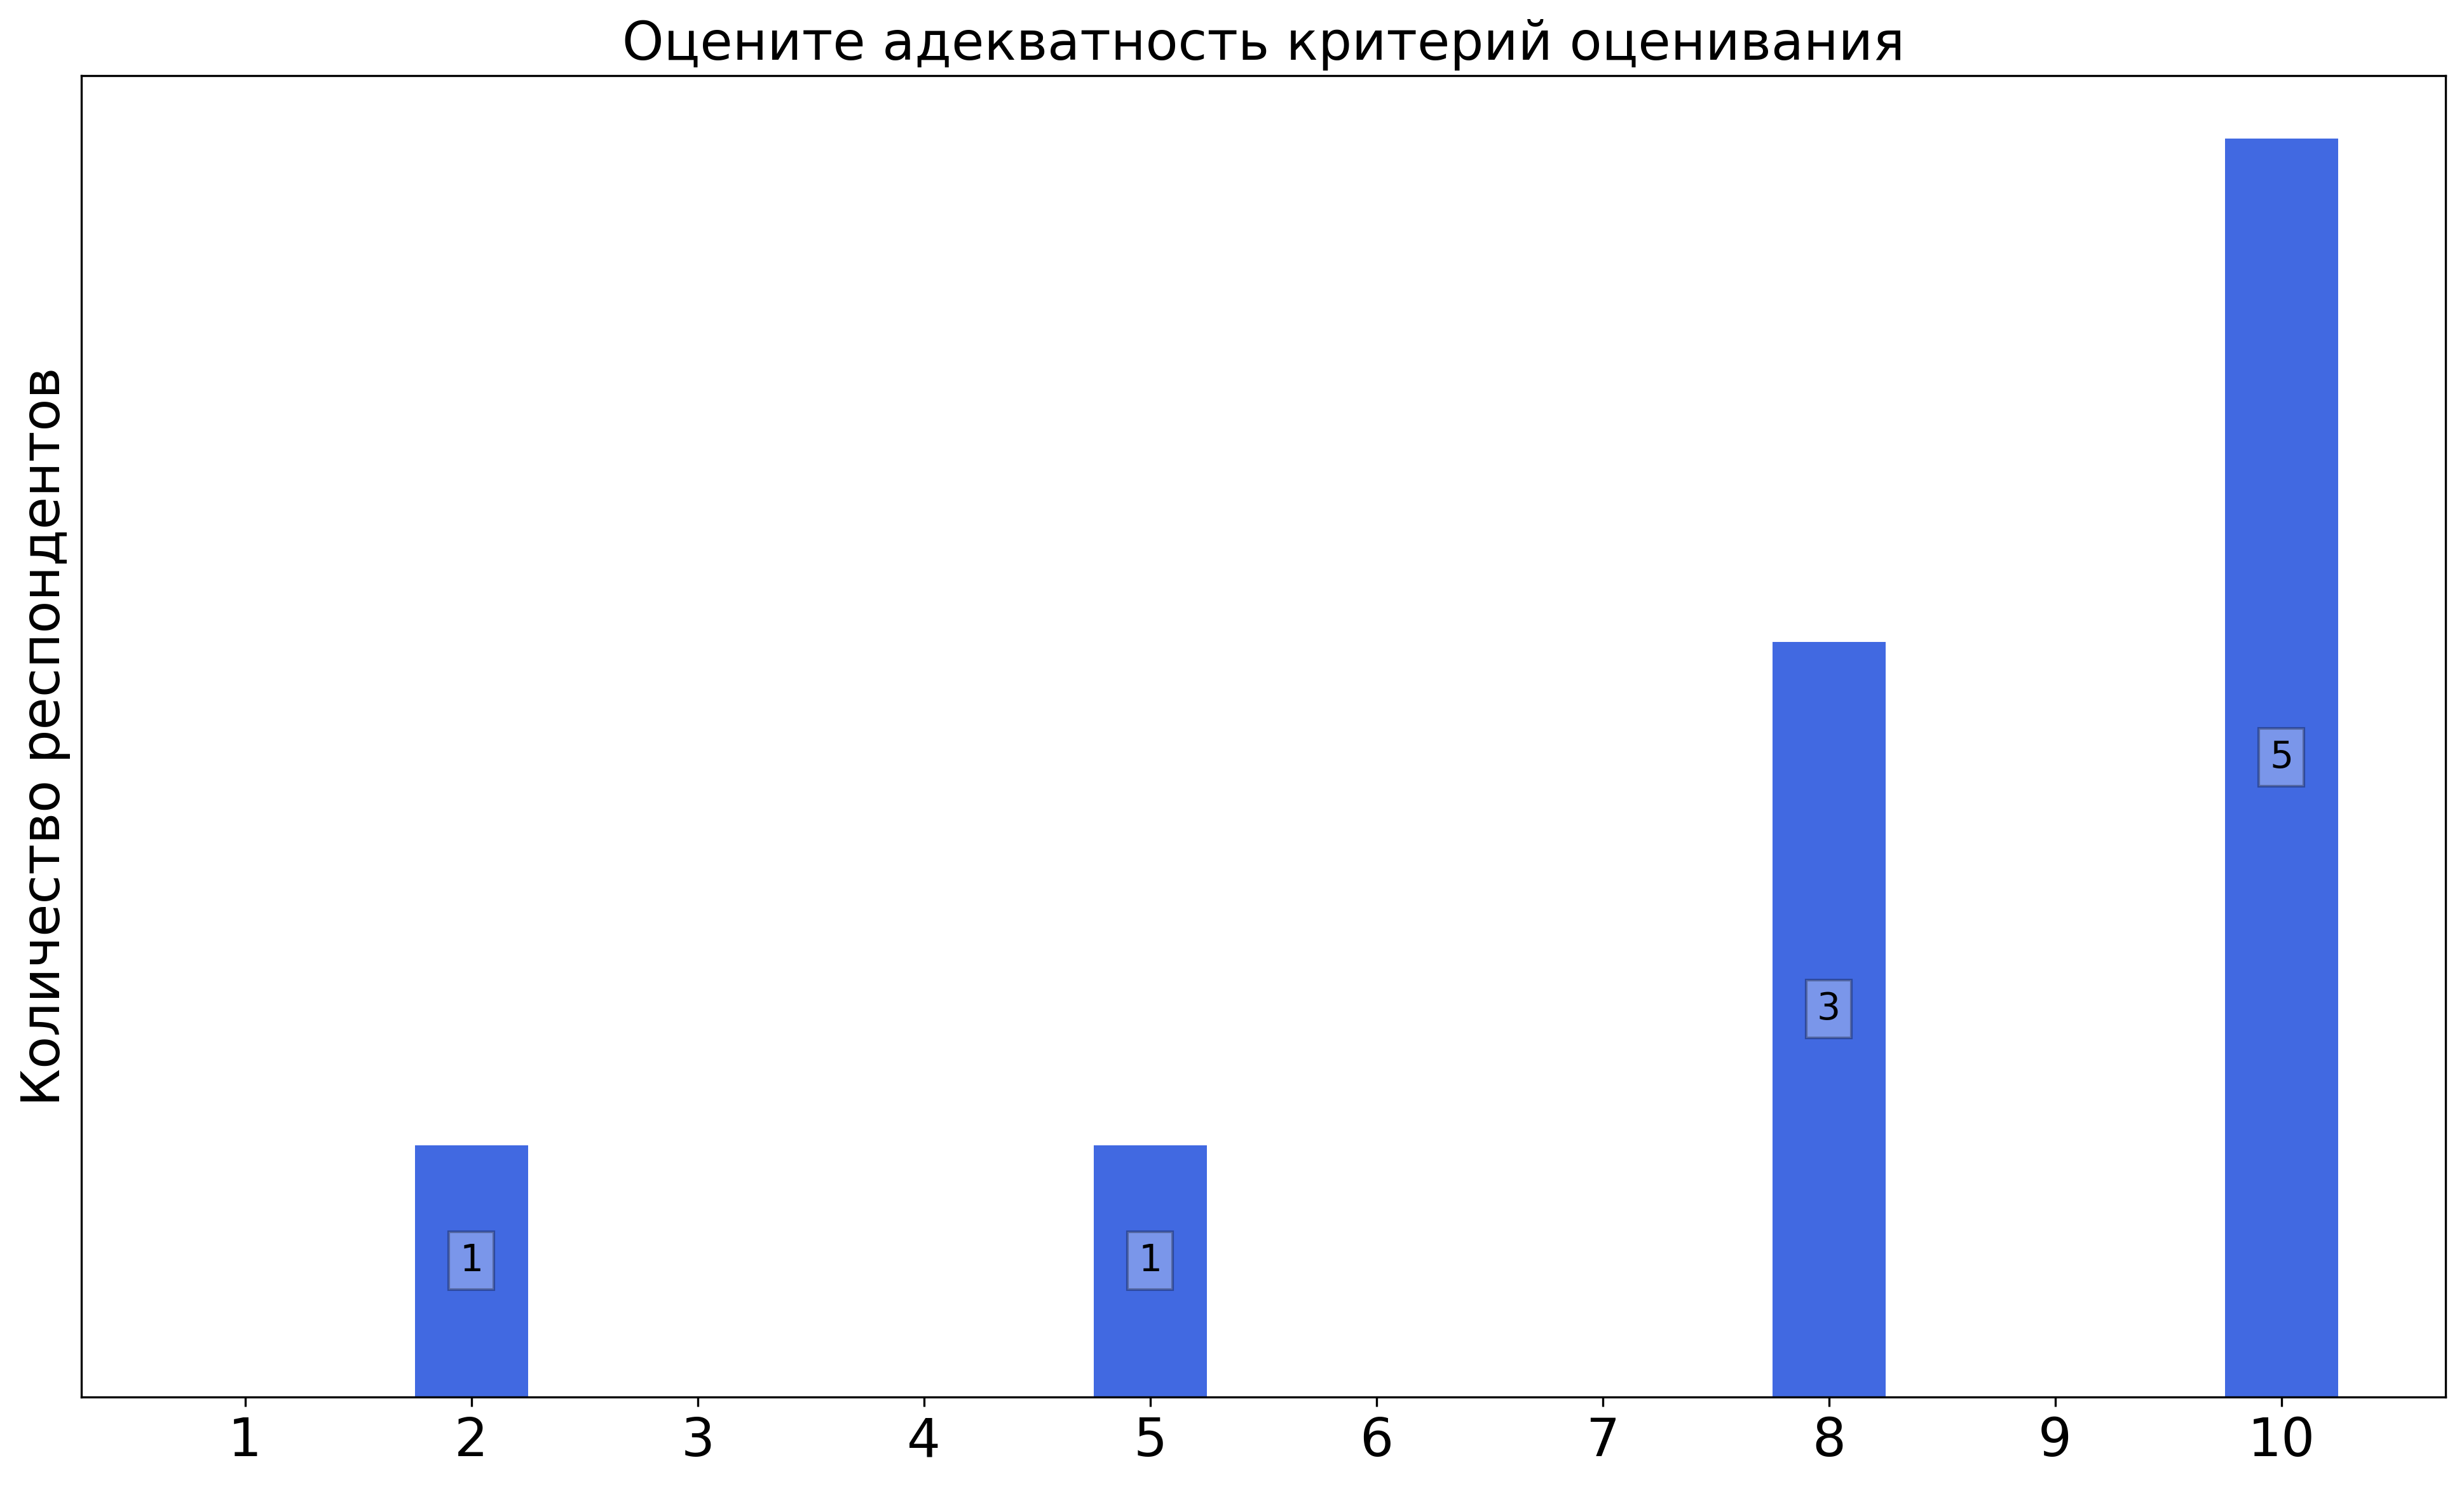 Оцените адекватность критерий оценивания
Количество респондентов
5
3
1 1
1 2 3 4 5 6 7 8 9 10